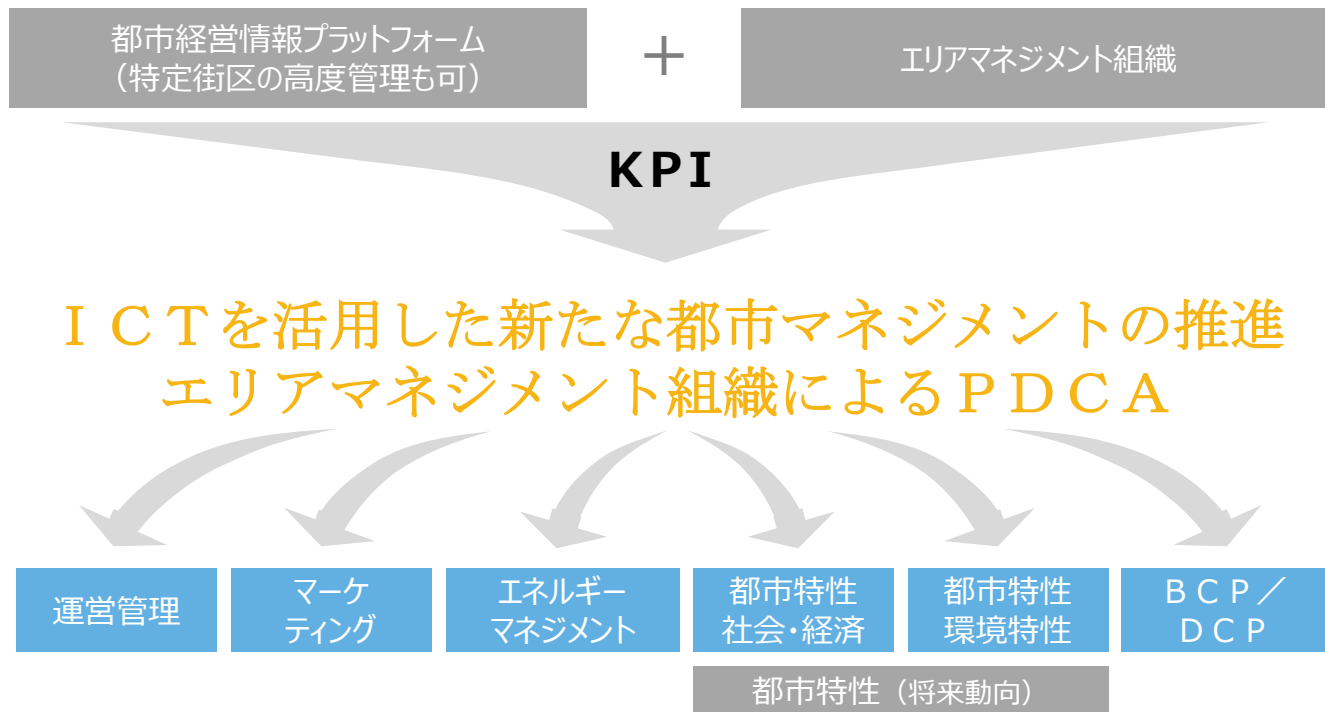 都市経営情報プラットフォーム
(特定街区の高度管理も可)
＋
エリアマネジメント組織
KPI
ＩＣＴを活用した新たな都市マネジメントの推進
エリアマネジメント組織によるＰＤＣＡ
運営管理
マーケ
ティング
エネルギー
マネジメント
都市特性
社会・経済
都市特性
環境特性
ＢＣＰ／
ＤＣＰ
都市特性（将来動向）